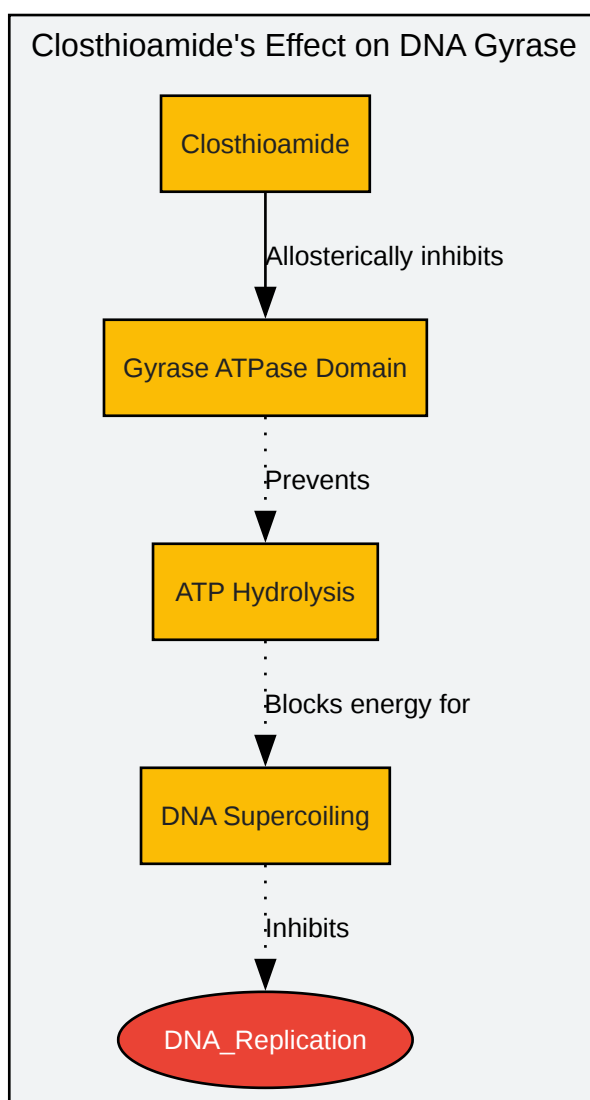 Closthioamide's Effect on DNA Gyrase
Closthioamide
Allosterically inhibits
Gyrase ATPase Domain
Prevents
ATP Hydrolysis
Blocks energy for
DNA Supercoiling
Inhibits
DNA_Replication